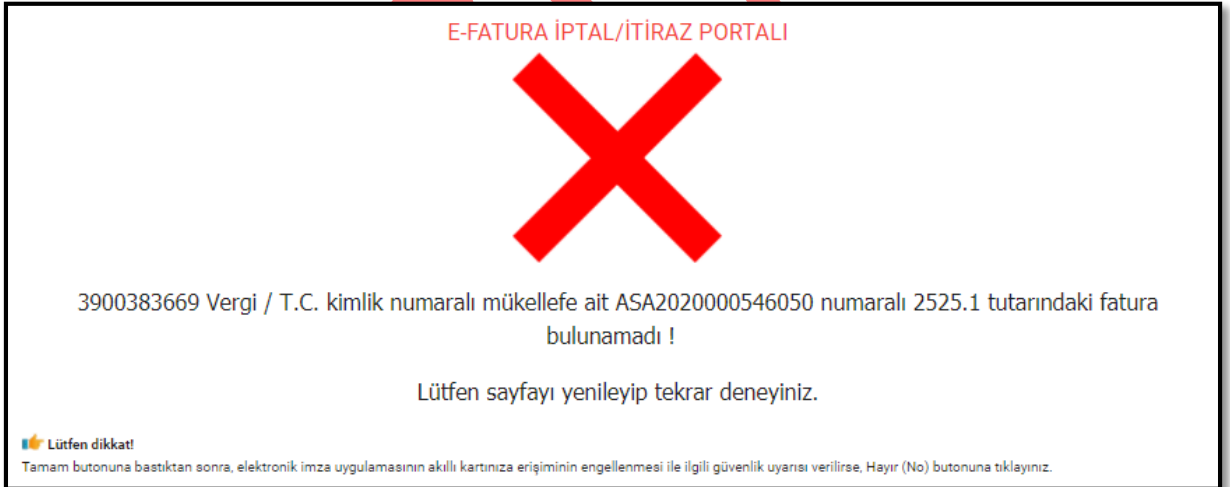 E-FATURA İPTAL/İTİRAZ PORTALI
3900383669 Vergi / T.C. kimlik numaralı mükellefe ait ASA2020000546050 numaralı 2525.1 tutarındaki fatura
bulunamadı !
Lütfen sayfayı yenileyip tekrar deneyiniz.
Lütfen dikkat!
Tamam butonuna bastıktan sonra, elektronik imza uygulamasının akıllı kartınıza erişiminin engellenmesi ile ilgili güvenlik uyarısı verilirse, Hayır (No) butonuna tıklayınız.